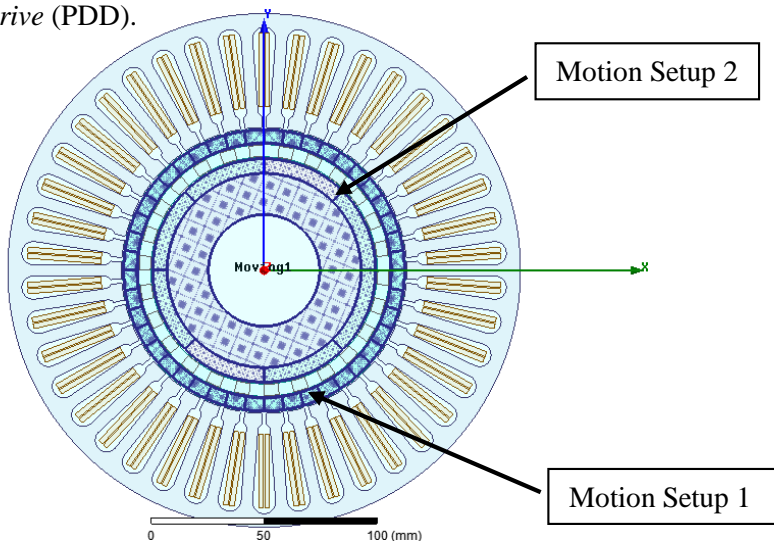 rive (PDD).
Y
Motion Setup 2
Moving1
X
Motion Setup 1
0 50 100 (mm)